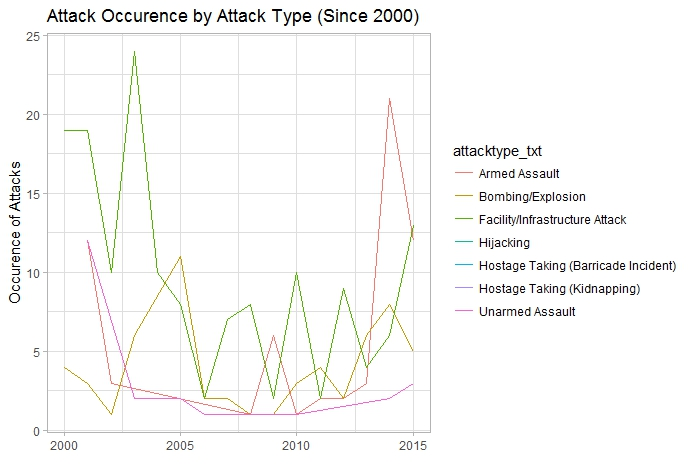 Attack Occurence by Attack Type (Since 2000)
25
20
15
10
5
0
Occurence of Attacks
2000
2005
2010
2015
attacktype_txt
Armed Assault
Bombing/Explosion
Facility/Infrastructure Attack
Hijacking
Hostage Taking (Barricade Incident)
Hostage Taking (Kidnapping)
Unarmed Assault